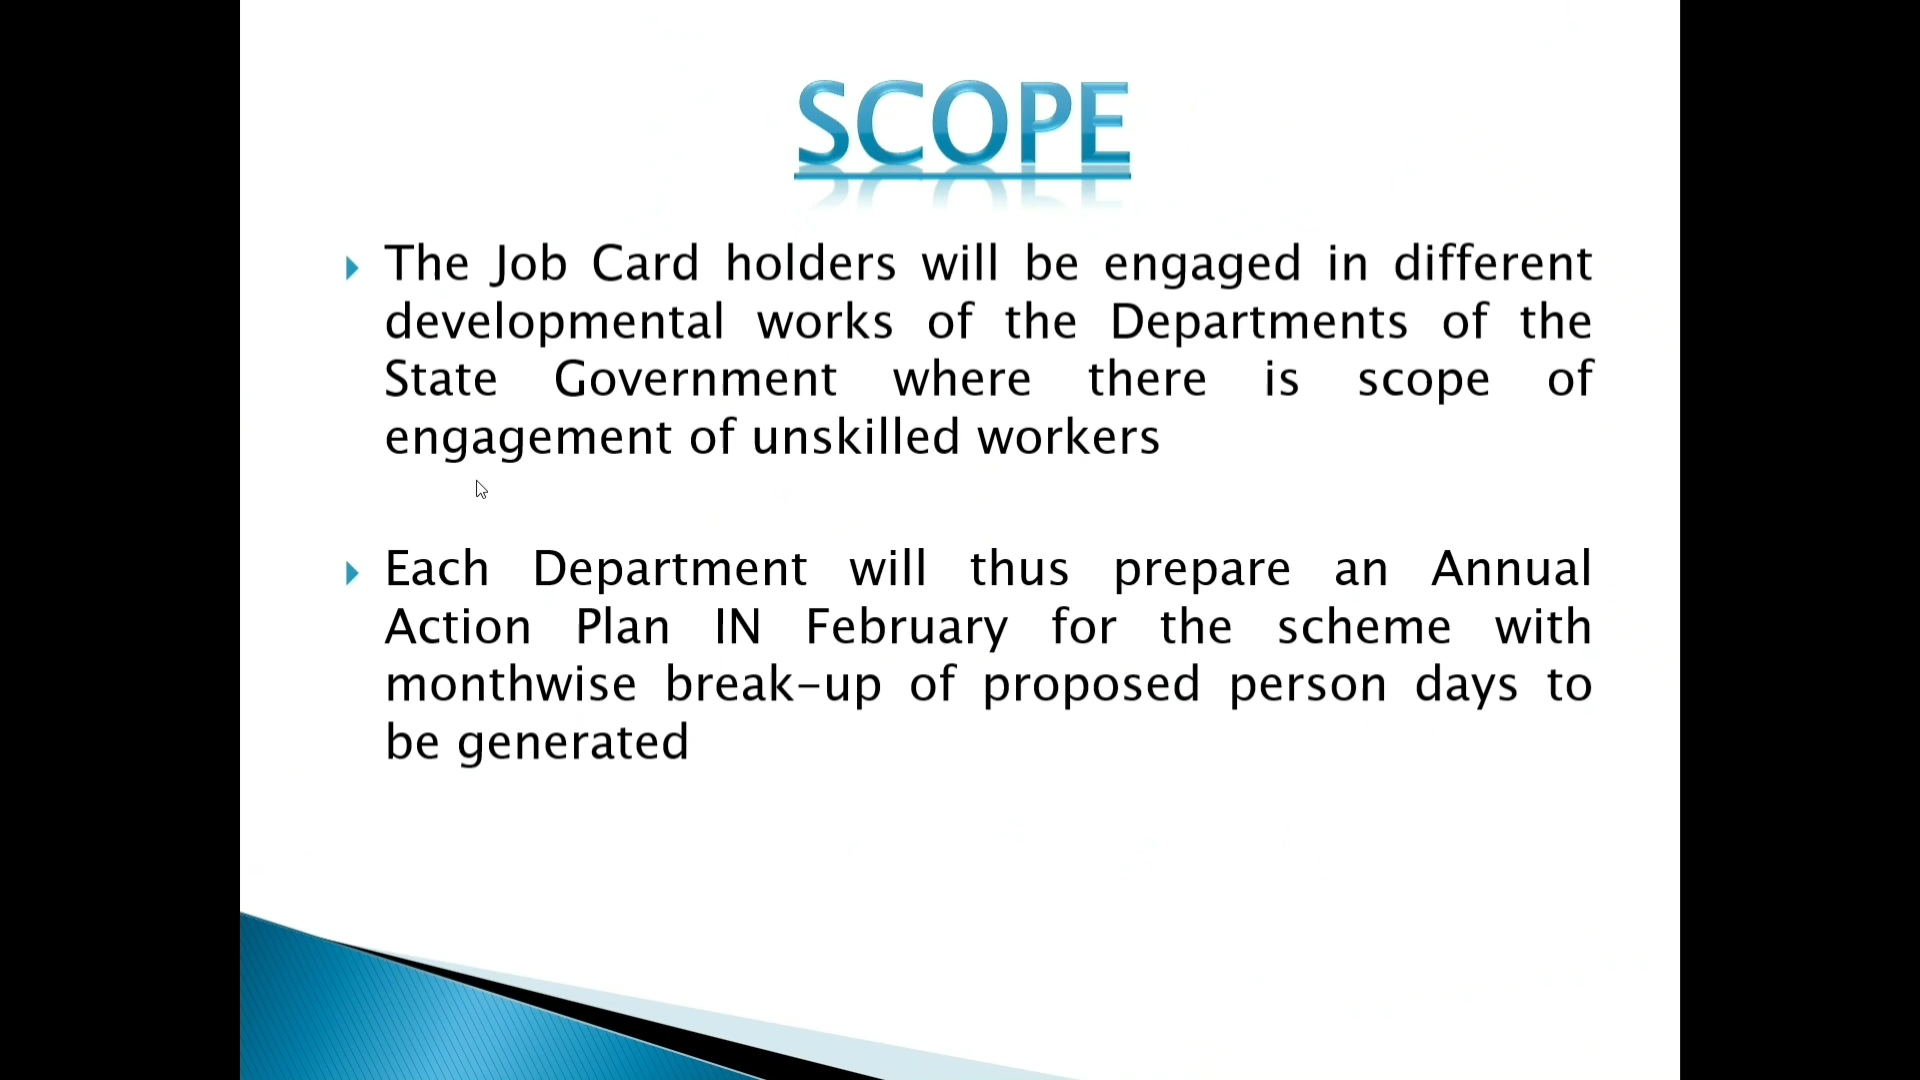 SCOPE
The Job Card holders will be engaged in different
developmental works of the Departments of the
State Government where there is scope of
engagement of unskilled workers
Each Department will thus prepare an Annual
Action Plan IN February for the scheme with
monthwise break-up of proposed person days to
be generated